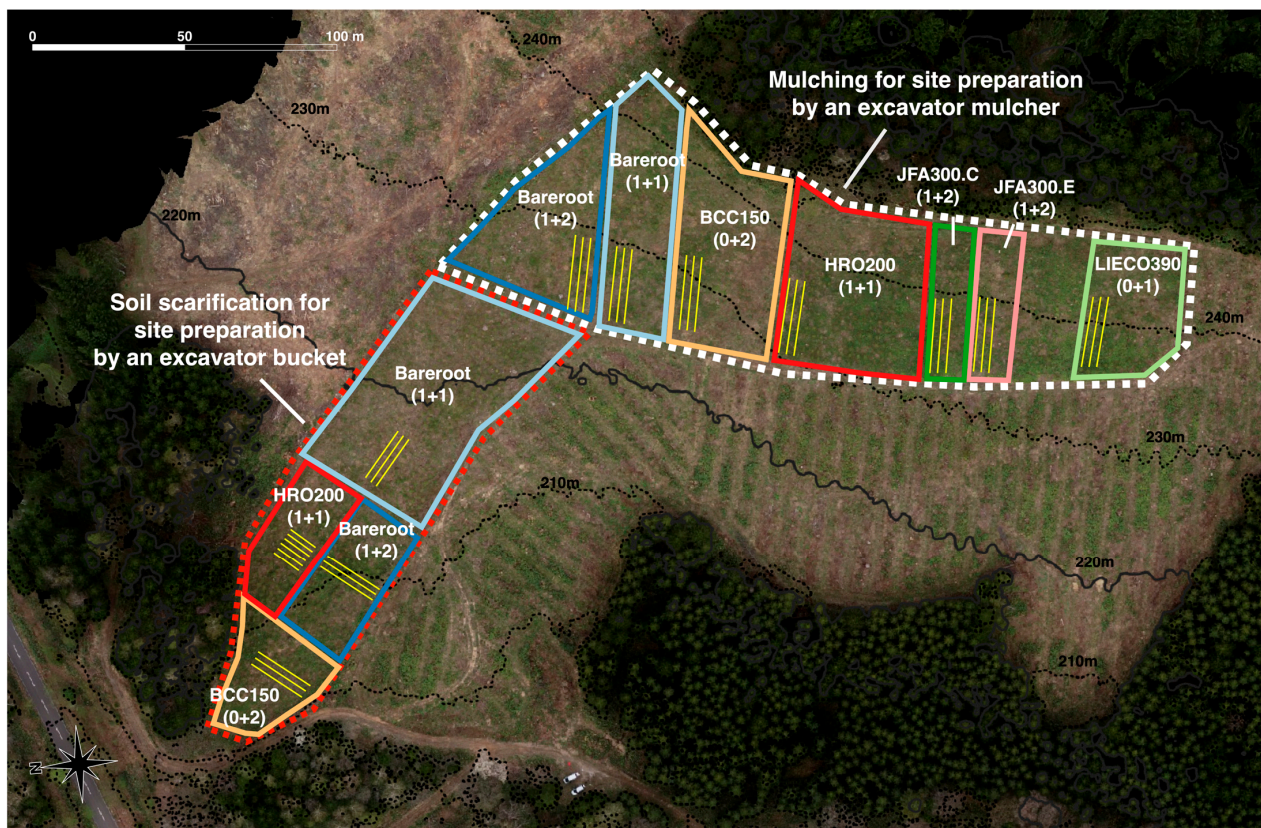 0
50
100 m
240m
230m
220m
Mulching for site preparation
by an excavator mulcher
Bareroot
(1+1)
Bareroot
(1+2)
JFA300.C
(1+2)
JFA300.E
(1+2)
BCC150
(0+2)
HRO200
(1+1)
LIECO390
(0+1)
240m
Soil scarification for
site preparation
by an excavator bucket
Bareroot
(1+1)
230m
210m
HRO200
(1+1)
Bareroot
(1+2)
220m
210m
BCC150
(0+2)
N